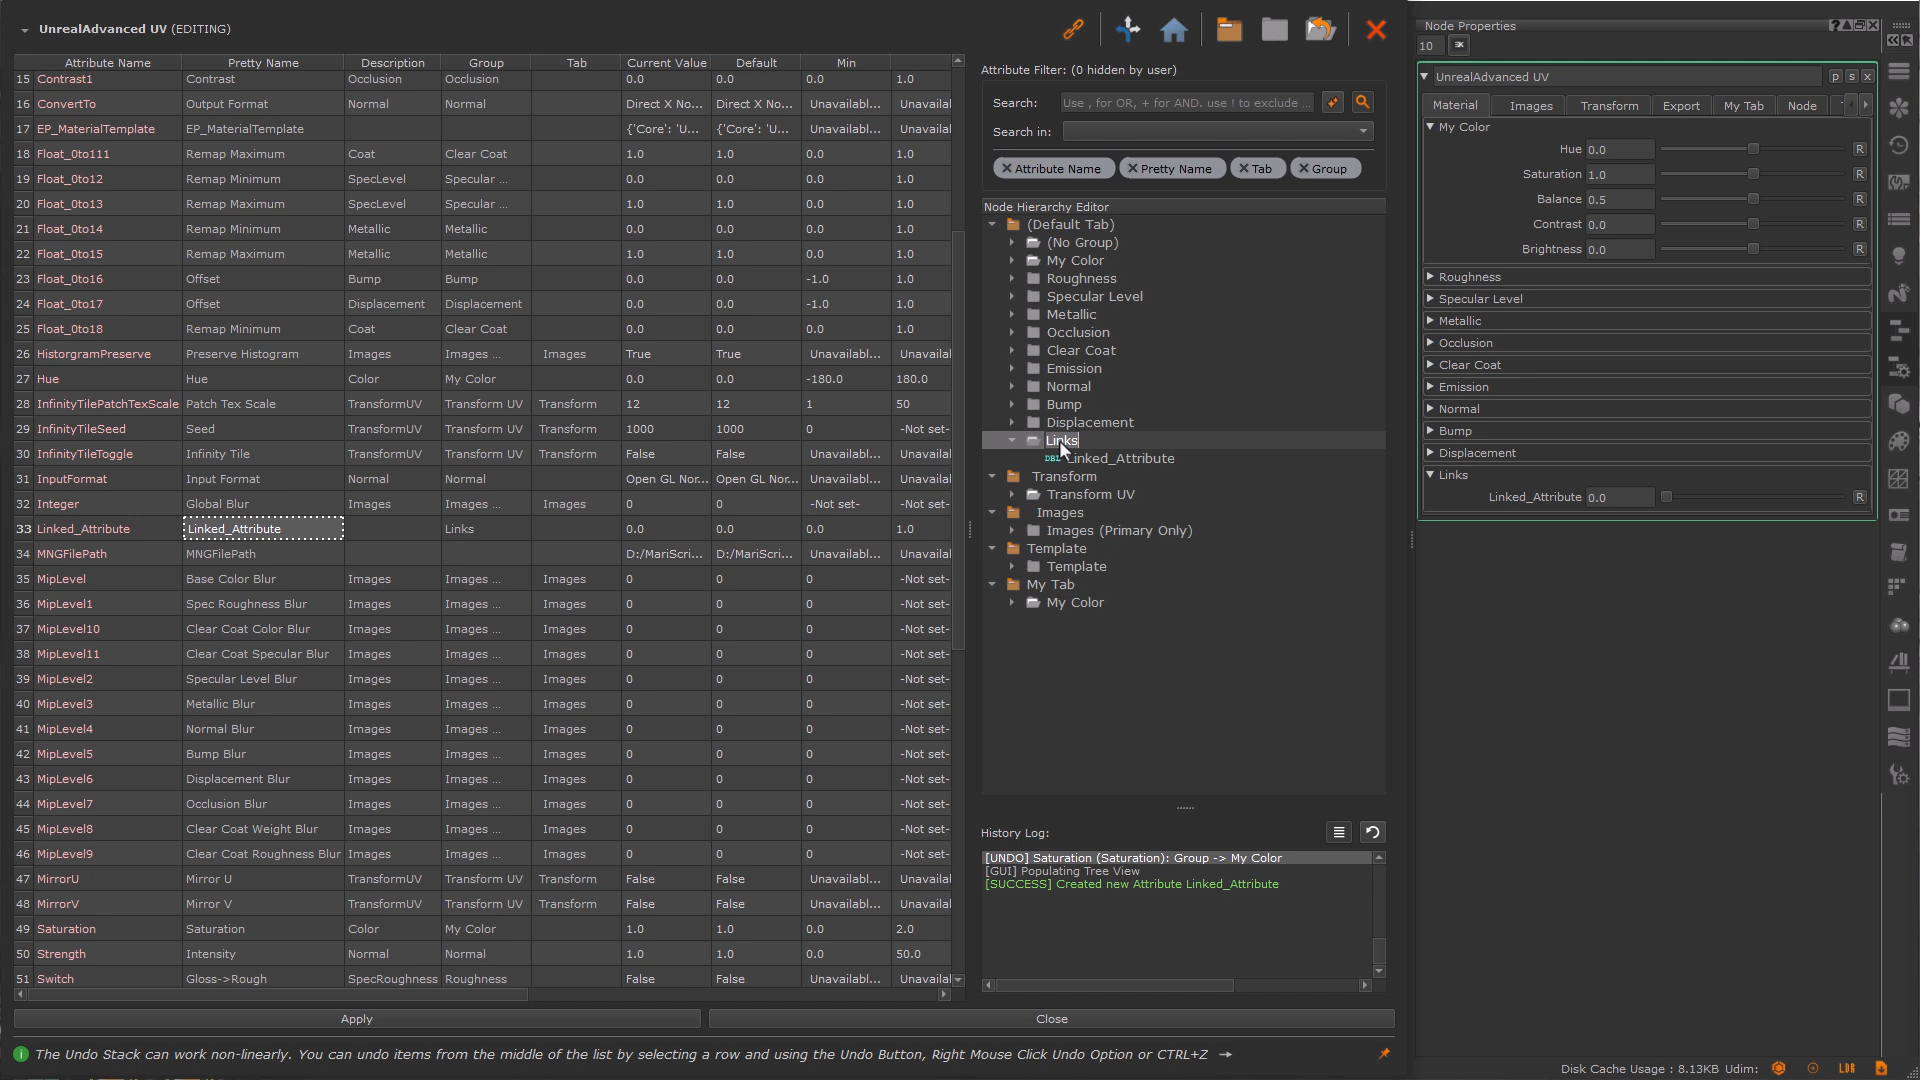 UnrealAdvanced UV (EDITING)
Attribute Name Pretty Name Description Group Tab Current Value Default Min
15 Contrast1 Contrast Occlusion Occlusion 0.0 0.0 0.0 1.0
16 ConvertTo Output Format Normal Normal Direct X No... Direct X No... Unavailabl... Unavailal
17 EP_MaterialTemplate EP_MaterialTemplate {'Core': 'U... {'Core': 'U... Unavailabl... Unavailal
18 Float_0to111 Remap Maximum Coat Clear Coat 1.0 1.0 0.0 1.0
19 Float_0to12 Remap Minimum SpecLevel Specular ... 0.0 0.0 0.0 1.0
20 Float_0to13 Remap Maximum SpecLevel Specular ... 1.0 1.0 0.0 1.0
21 Float_0to14 Remap Minimum Metallic Metallic 0.0 0.0 0.0 1.0
22 Float_0to15 Remap Maximum Metallic Metallic 1.0 1.0 0.0 1.0
23 Float_0to16 Offset Bump Bump 0.0 0.0 -1.0 1.0
24 Float_0to17 Offset Displacement Displacement 0.0 0.0 -1.0 1.0
25 Float_0to18 Remap Minimum Coat Clear Coat 0.0 0.0 0.0 1.0
26 HistorgramPreserve Preserve Histogram Images Images ... Images True True Unavailabl... Unavailal
27 Hue Hue Color My Color 0.0 0.0 -180.0 180.0
28 InfinityTilePatchTexScale Patch Tex Scale TransformUV Transform UV Transform 12 12 1 50
29 InfinityTileSeed Seed TransformUV Transform UV Transform 1000 1000 0 -Not set-
30 InfinityTileToggle Infinity Tile TransformUV Transform UV Transform False False Unavailabl... Unavailal
31 InputFormat Input Format Normal Normal Open GL Nor... Open GL Nor... Unavailabl... Unavailal
32 Integer Global Blur Images Images ... Images 0 0 -Not set- -Not set-
33 Linked_Attribute Linked_Attribute Links 0.0 0.0 0.0 1.0
34 MNGFilePath MNGFilePath D:/MariScri... D:/MariScri... Unavailabl... Unavailal
35 MipLevel Base Color Blur Images Images ... Images 0 0 0 -Not set-
36 MipLevel1 Spec Roughness Blur Images Images ... Images 0 0 0 -Not set-
37 MipLevel10 Clear Coat Color Blur Images Images ... Images 0 0 0 -Not set-
38 MipLevel11 Clear Coat Specular Blur Images Images ... Images 0 0 0 -Not set-
39 MipLevel2 Specular Level Blur Images Images ... Images 0 0 0 -Not set-
40 MipLevel3 Metallic Blur Images Images ... Images 0 0 0 -Not set-
41 MipLevel4 Normal Blur Images Images ... Images 0 0 0 -Not set-
42 MipLevel5 Bump Blur Images Images ... Images 0 0 0 -Not set-
43 MipLevel6 Displacement Blur Images Images ... Images 0 0 0 -Not set-
44 MipLevel7 Occlusion Blur Images Images ... Images 0 0 0 -Not set-
45 MipLevel8 Clear Coat Weight Blur Images Images ... Images 0 0 0 -Not set-
46 MipLevel9 Clear Coat Roughness Blur Images Images ... Images 0 0 0 -Not set-
47 MirrorU Mirror U TransformUV Transform UV Transform False False Unavailabl... Unavailal
48 MirrorV Mirror V TransformUV Transform UV Transform False False Unavailabl... Unavailal
49 Saturation Saturation Color My Color 1.0 1.0 0.0 2.0
50 Strength Intensity Normal Normal 1.0 1.0 0.0 50.0
51 Switch Gloss->Rough SpecRoughness Roughness False False Unavailabl... Unavailal
Apply
Close
The Undo Stack can work non-linearly. You can undo items from the middle of the list by selecting a row and using the Undo Button, Right Mouse Click Undo Option or CTRL+Z →
Attribute Filter: (0 hidden by user)
Search: Use , for OR, + for AND. use ! to exclude ...
Search in:
Attribute Name Pretty Name Tab Group
Node Hierarchy Editor
(Default Tab)
(No Group)
My Color
Roughness
Specular Level
Metallic
Occlusion
Clear Coat
Emission
Normal
Bump
Displacement
Links
DBL Linked_Attribute
Transform
Transform UV
Images
Images (Primary Only)
Template
Template
My Tab
My Color
History Log:
[UNDO] Saturation (Saturation): Group -> My Color
[GUI] Populating Tree View
[SUCCESS] Created new Attribute Linked_Attribute
Node Properties
10
UnrealAdvanced UV p s x
Material Images Transform Export My Tab Node
My Color
Hue 0.0 R
Saturation 1.0 R
Balance 0.5 R
Contrast 0.0 R
Brightness 0.0 R
Roughness
Specular Level
Metallic
Occlusion
Clear Coat
Emission
Normal
Bump
Displacement
Links
Linked_Attribute 0.0 R
Disk Cache Usage : 8.13KB Udim: LDR